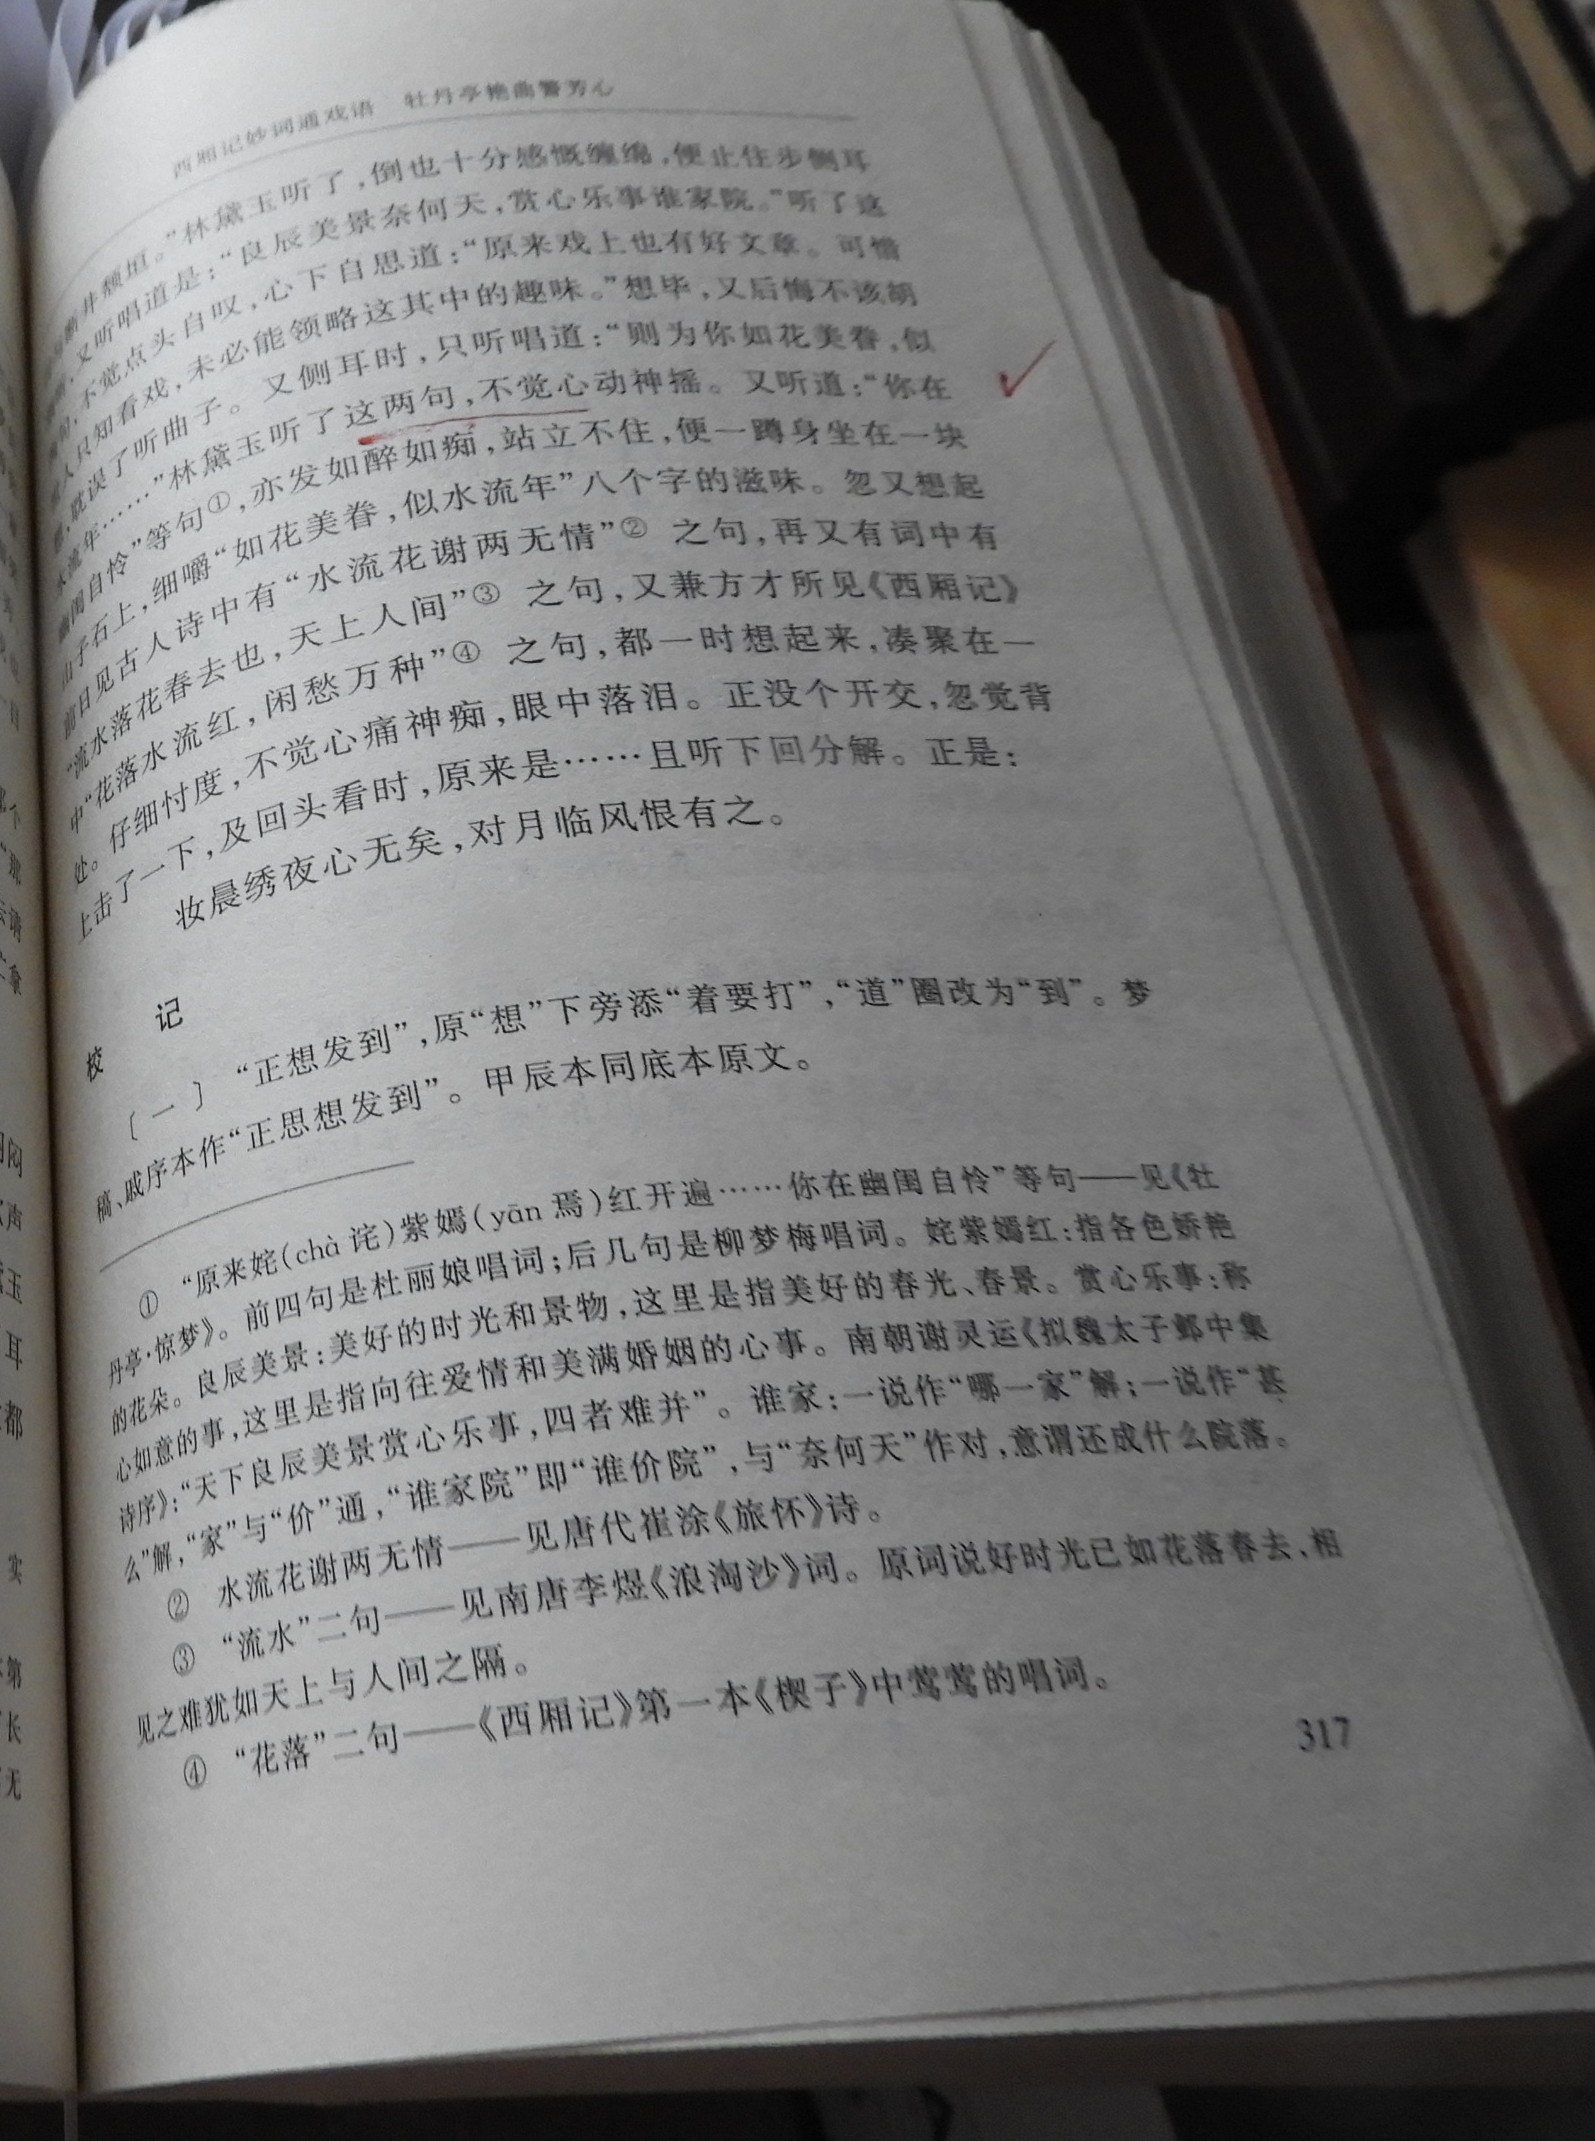 西厢记妙词通戏语 牡丹亭艳曲警芳心
断井颓垣。”林黛玉听了,倒也十分感慨缠绵,便止住步侧耳
又听唱道是:“良辰美景奈何天,赏心乐事谁家院。”听了这
句,不觉点头自叹,心下自思道:“原来戏上也有好文章。可惜
人只知看戏,未必能领略这其中的趣味。”想毕,又后悔不该胡
想,耽误了听曲子。又侧耳时,只听唱道:“则为你如花美眷,似
水流年……”林黛玉听了这两句,不觉心动神摇。又听道:“你在
幽闺自怜”等句①,亦发如醉如痴,站立不住,便一蹲身坐在一块
山子石上,细嚼“如花美眷,似水流年”八个字的滋味。忽又想起
前日见古人诗中有“水流花谢两无情”② 之句,再又有词中有
“流水落花春去也,天上人间”③ 之句,又兼方才所见《西厢记》
中“花落水流红,闲愁万种”④ 之句,都一时想起来,凑聚在一
处。仔细忖度,不觉心痛神痴,眼中落泪。正没个开交,忽觉背
上击了一下,及回头看时,原来是……且听下回分解。正是:
妆晨绣夜心无矣,对月临风恨有之。
校 记
〔一〕 “正想发到”,原“想”下旁添“着要打”,“道”圈改为“到”。梦
稿、戚序本作“正思想发到”。甲辰本同底本原文。
① “原来姹(chà 诧)紫嫣(yān 焉)红开遍……你在幽闺自怜”等句——见《牡
丹亭·惊梦》。前四句是杜丽娘唱词;后几句是柳梦梅唱词。姹紫嫣红:指各色娇艳
的花朵。良辰美景:美好的时光和景物,这里是指美好的春光、春景。赏心乐事:称
心如意的事,这里是指向往爱情和美满婚姻的心事。南朝谢灵运《拟魏太子邺中集
诗序》:“天下良辰美景赏心乐事,四者难并”。谁家:一说作“哪一家”解;一说作“甚
么”解,“家”与“价”通,“谁家院”即“谁价院”,与“奈何天”作对,意谓还成什么院落。
② 水流花谢两无情——见唐代崔涂《旅怀》诗。
③ “流水”二句——见南唐李煜《浪淘沙》词。原词说好时光已如花落春去、相
见之难犹如天上与人间之隔。
④ “花落”二句——《西厢记》第一本《楔子》中莺莺的唱词。
317